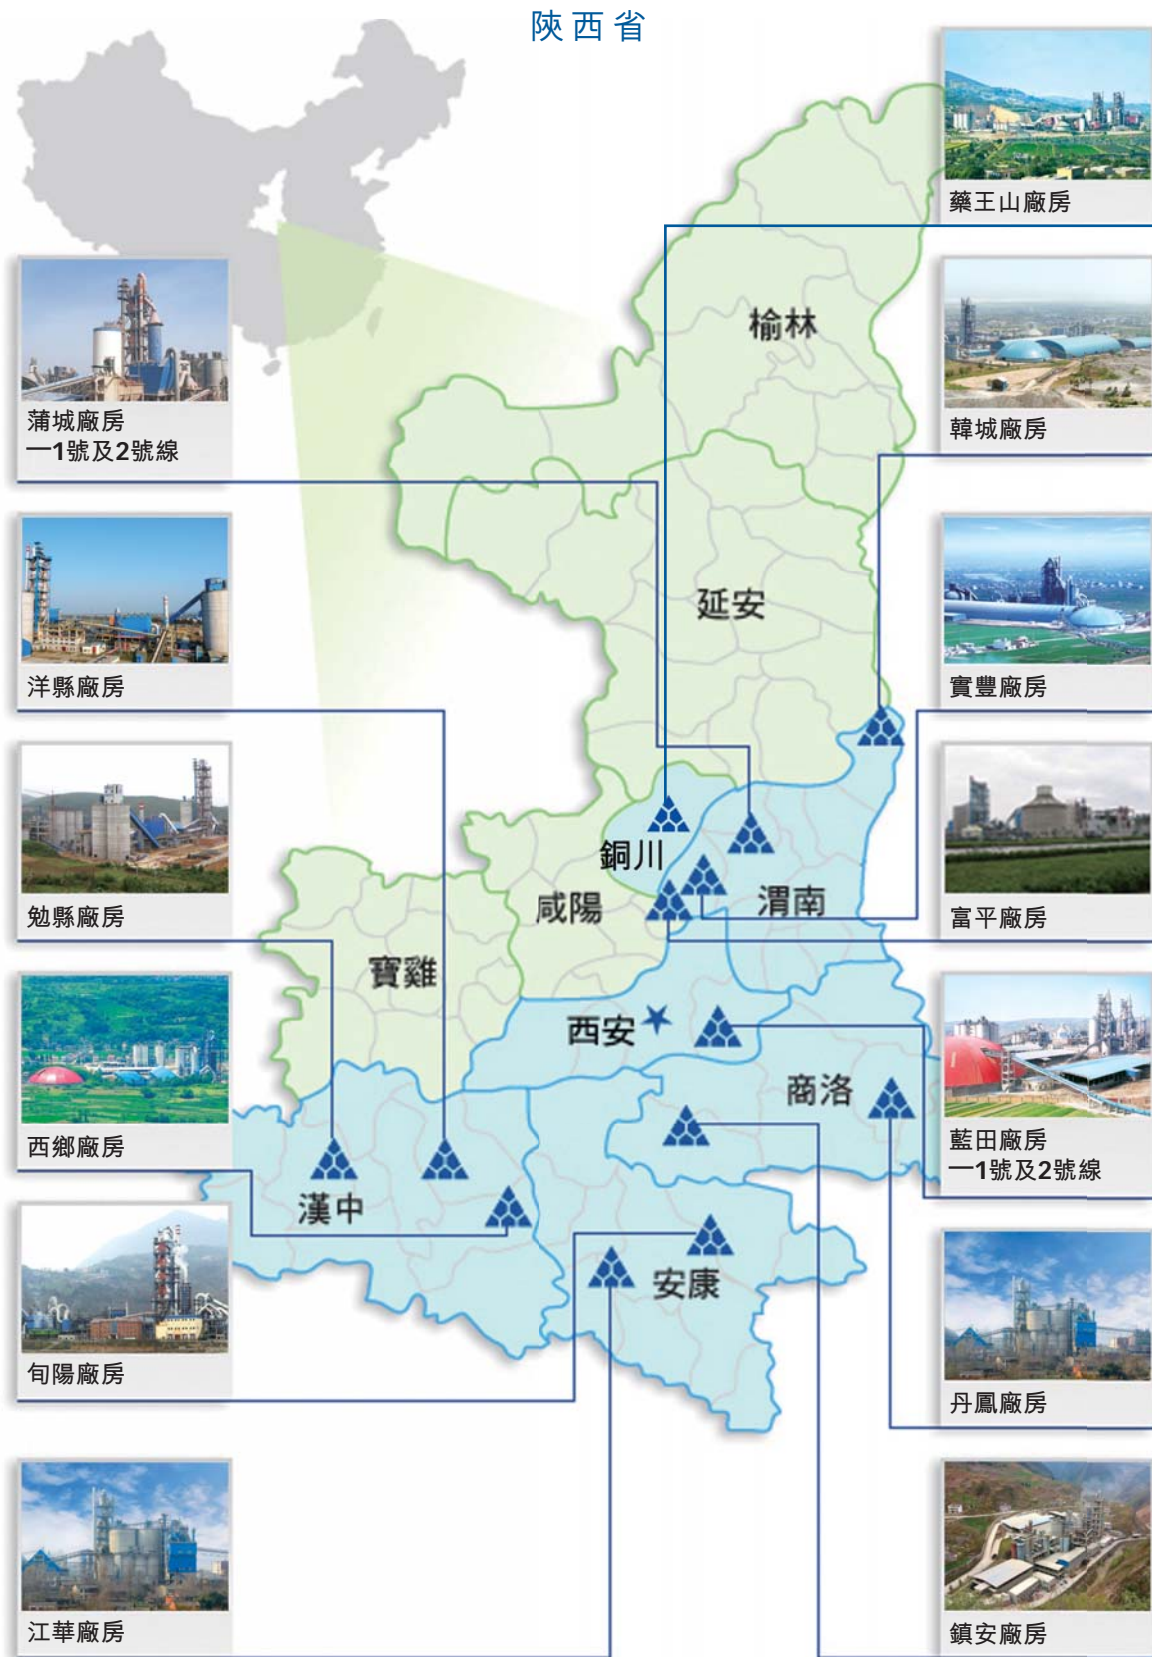 陝西省
藥王山廠房
韓城廠房
實豐廠房
富平廠房
藍田廠房
一1號及2號線
丹鳳廠房
鎮安廠房
蒲城廠房
一1號及2號線
洋縣廠房
勉縣廠房
西鄉廠房
旬陽廠房
江華廠房
榆林
延安
銅川
渭南
咸陽
寶雞
西安
商洛
漢中
安康